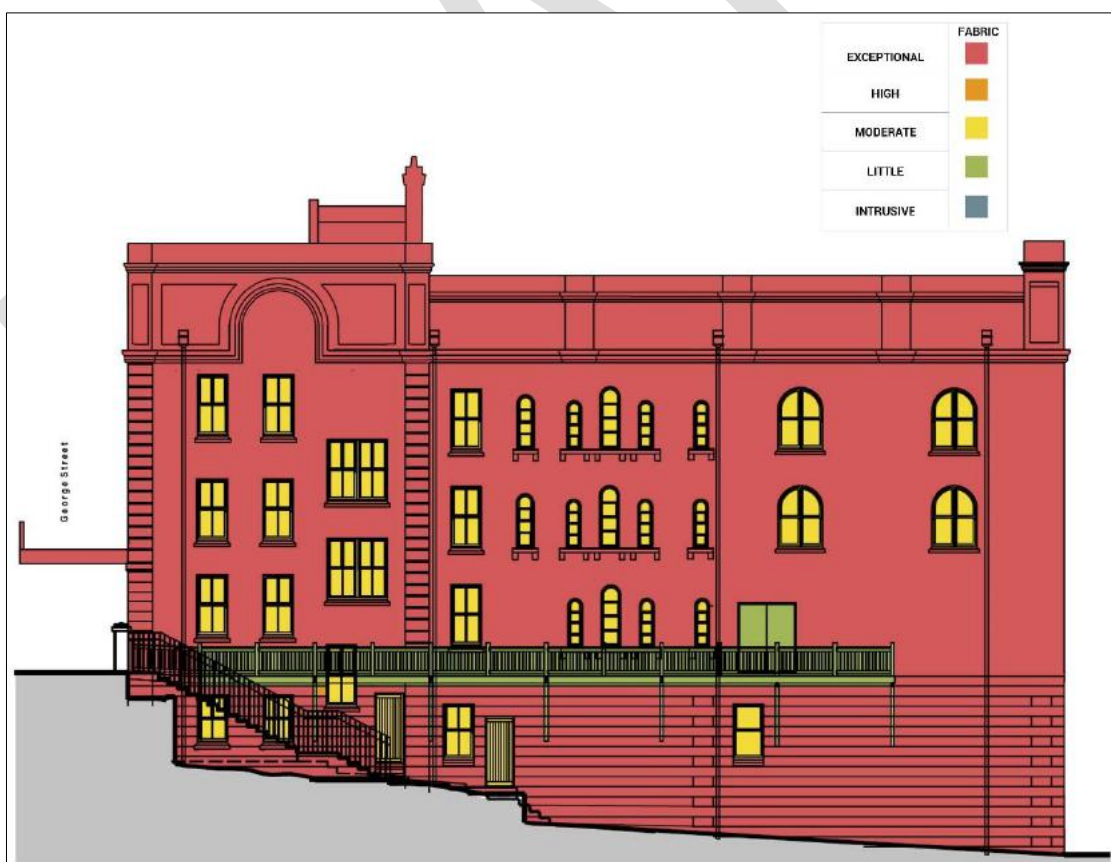 FABRIC
EXCEPTIONAL
HIGH
MODERATE
LITTLE
INTRUSIVE
George Street